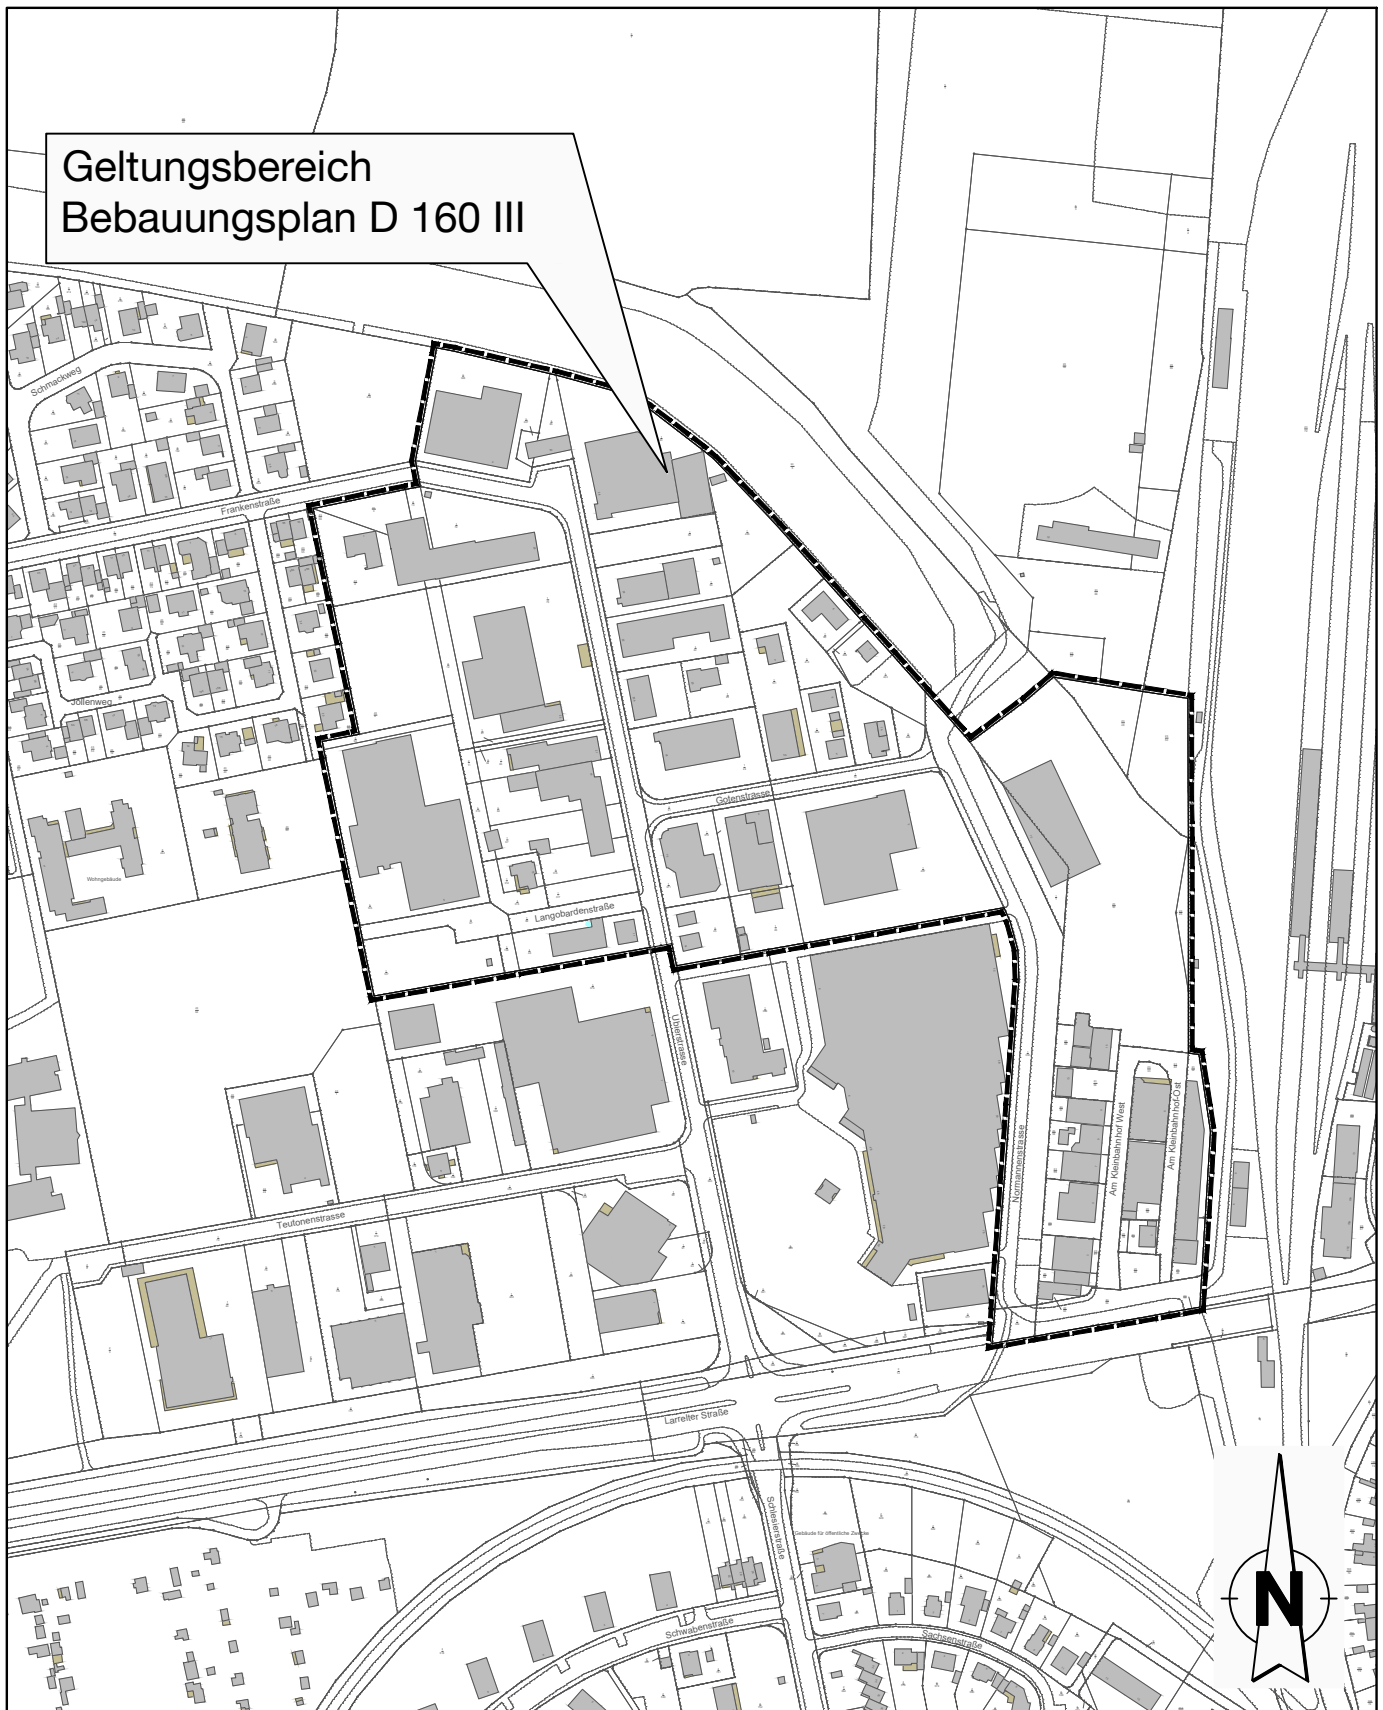 Geltungsbereich
Bebauungsplan D 160 III
Schmackweg
Frankenstraße
Jollenweg
Gotenstrasse
Wohngebäude
Langobardenstraße
Ubierstrasse
Normannenstrasse
Am Kleinbahnhof West
Am Kleinbahnhof-Ost
Teutonenstrasse
Larrelter Straße
Schlesierstraße
Gebäude für öffentliche Zwecke
Schwabenstraße
Sachsenstraße
N